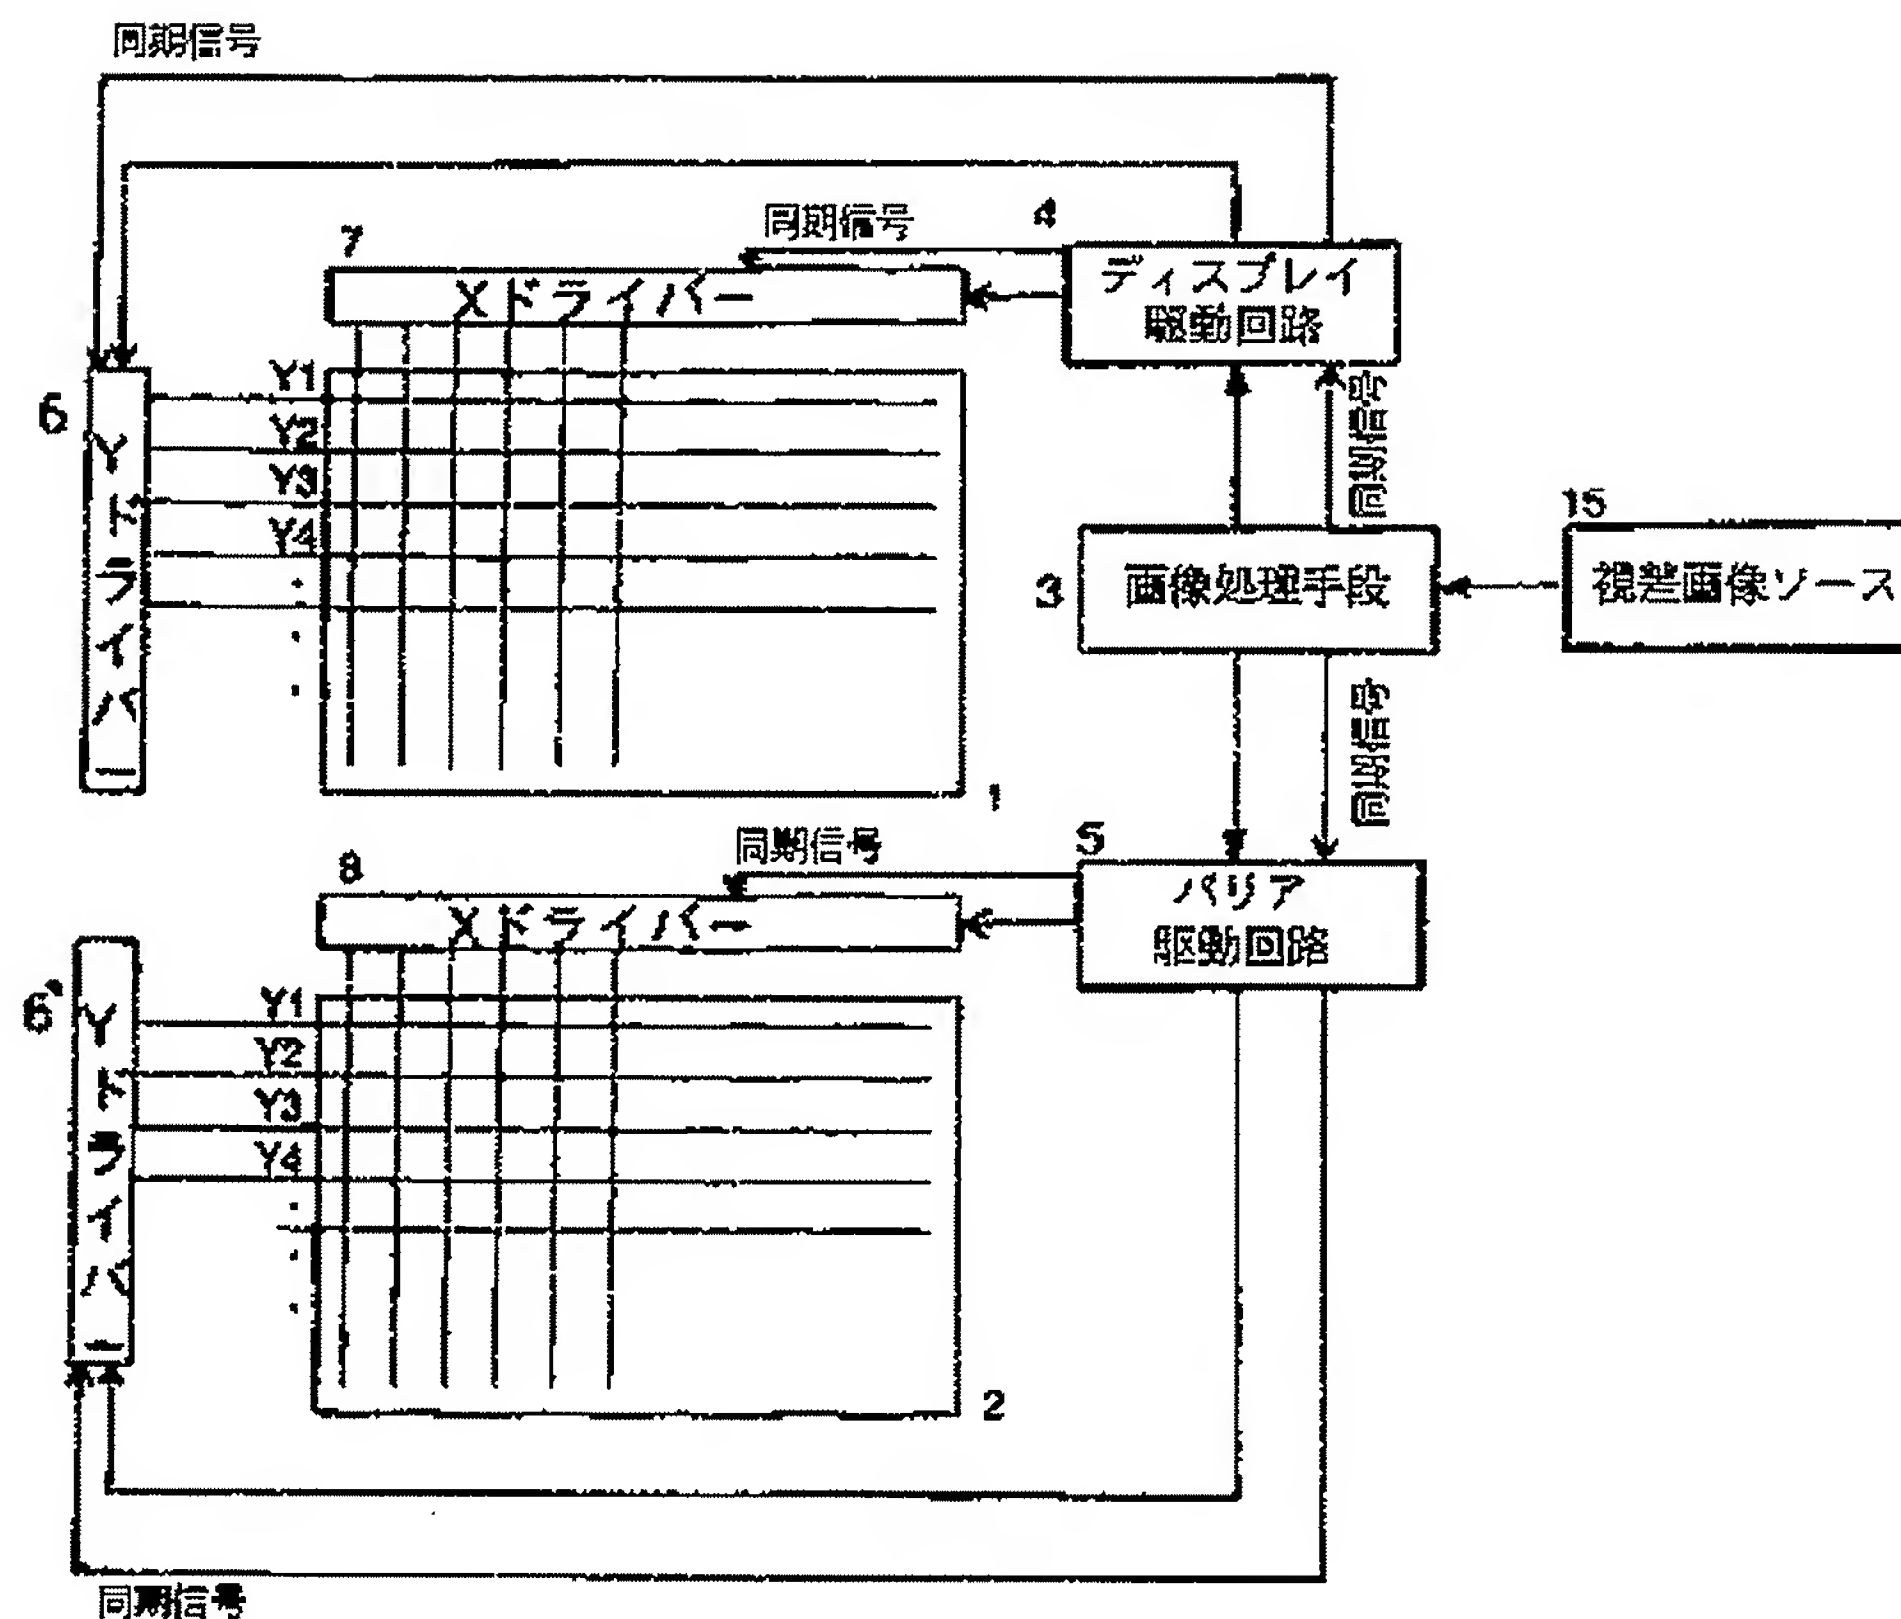 同期信号
同期信号
4
7
Xドライバー
ディスプレイ
駆動回路
6
Yドライバー
Y1
Y2
Y3
Y4
同期信号
15
3
画像処理手段
視差画像ソース
同期信号
1
同期信号
5
8
Xドライバー
バリア
駆動回路
6'
Yドライバー
Y1
Y2
Y3
Y4
2
同期信号